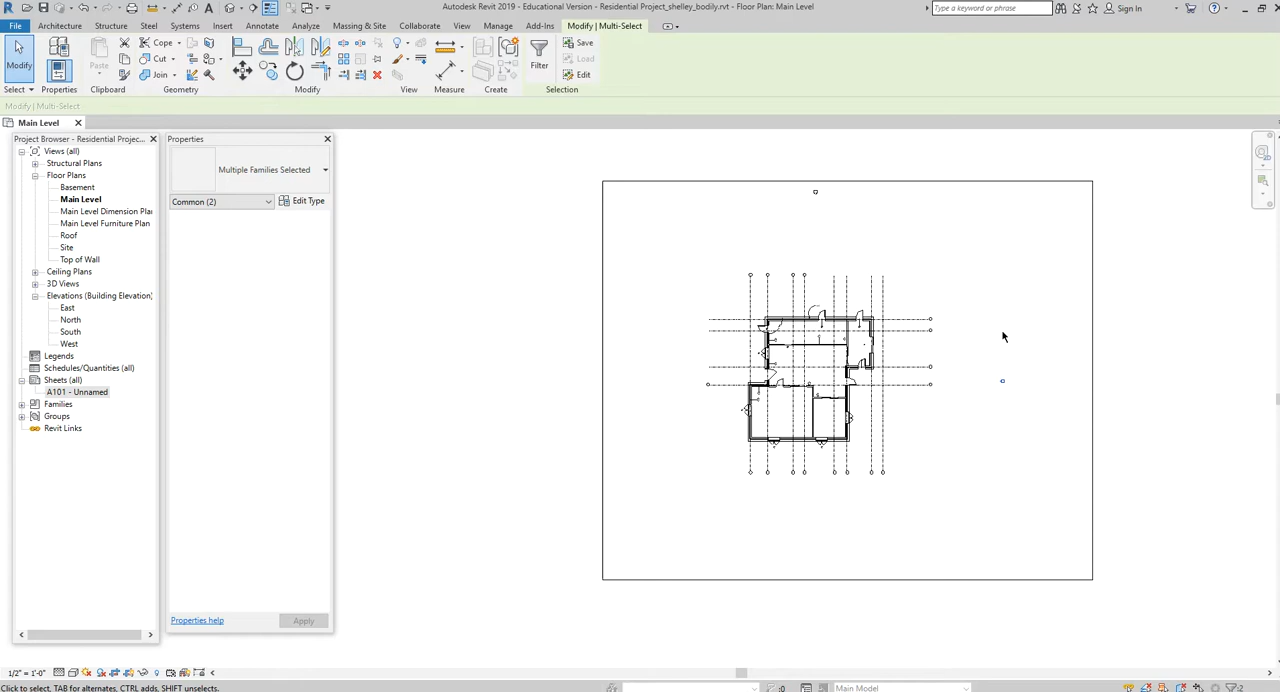 Autodesk Revit 2019 - Educational Version - Residential Project_shelley_bodily.rvt - Floor Plan: Main Level
Type a keyword or phrase
Sign In
File Architecture Structure Steel Systems Insert Annotate Analyze Massing & Site Collaborate View Manage Add-Ins Modify | Multi-Select
Modify
Select
Properties
Paste
Clipboard
Cope
Cut
Join
Geometry
Modify
View
Measure
Create
Filter
Save
Load
Edit
Selection
Modify | Multi-Select
Main Level
Project Browser - Residential Projec...
Views (all)
Structural Plans
Floor Plans
Basement
Main Level
Main Level Dimension Pla
Main Level Furniture Plan
Roof
Site
Top of Wall
Ceiling Plans
3D Views
Elevations (Building Elevation)
East
North
South
West
Legends
Schedules/Quantities (all)
Sheets (all)
A101 - Unnamed
Families
Groups
Revit Links
Properties
Multiple Families Selected
Common (2)
Edit Type
Properties help
Apply
1/2" = 1'-0"
Click to select, TAB for alternates, CTRL adds, SHIFT unselects.
:0
Main Model
:2